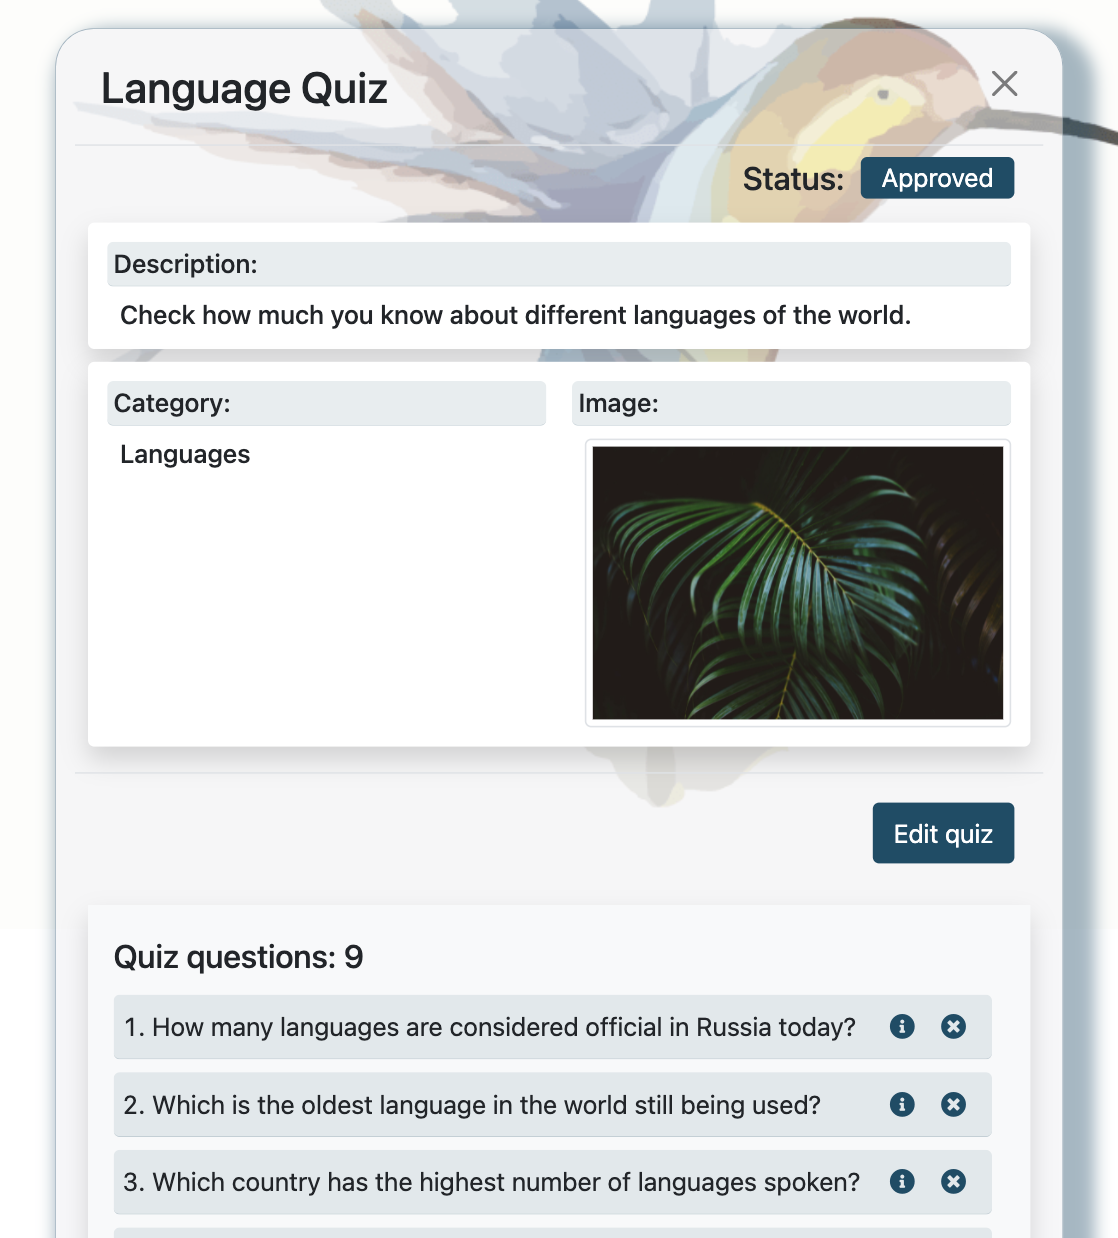 Language Quiz
Status: Approved
Description:
Check how much you know about different languages of the world.
Category:
Languages
Image:
Edit quiz
Quiz questions: 9
1. How many languages are considered official in Russia today?
2. Which is the oldest language in the world still being used?
3. Which country has the highest number of languages spoken?